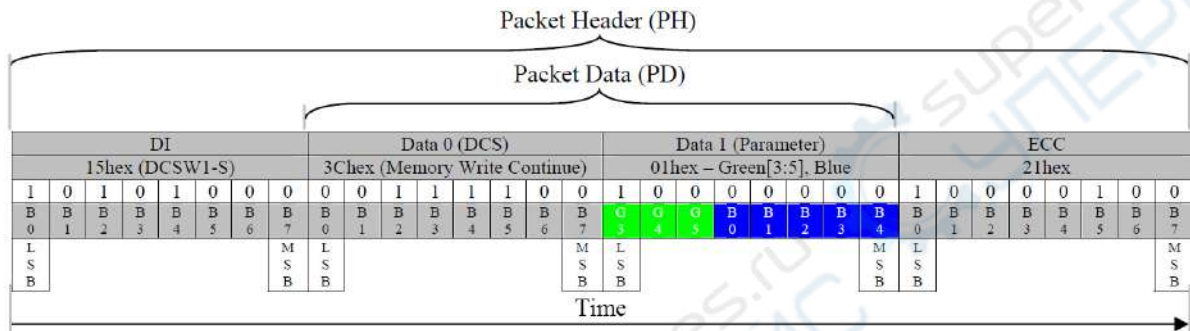 Packet Header (PH)
Packet Data (PD)
DI Data 0 (DCS) Data 1 (Parameter) ECC
15hex (DCSW1-S) 3Chex (Memory Write Continue) 01hex – Green[3:5], Blue 21hex
1 0 1 0 1 0 0 0 0 0 1 1 1 1 0 0 1 0 0 0 0 0 0 0 1 0 0 0 0 1 0 0
B B B B B B B B B B B B B B B B G G G B B B B B B B B B B B B B
0 1 2 3 4 5 6 7 0 1 2 3 4 5 6 7 3 4 5 0 1 2 3 4 0 1 2 3 4 5 6 7
L M L M L M L M
S S S S S S S S
B B B B B B B B
Time